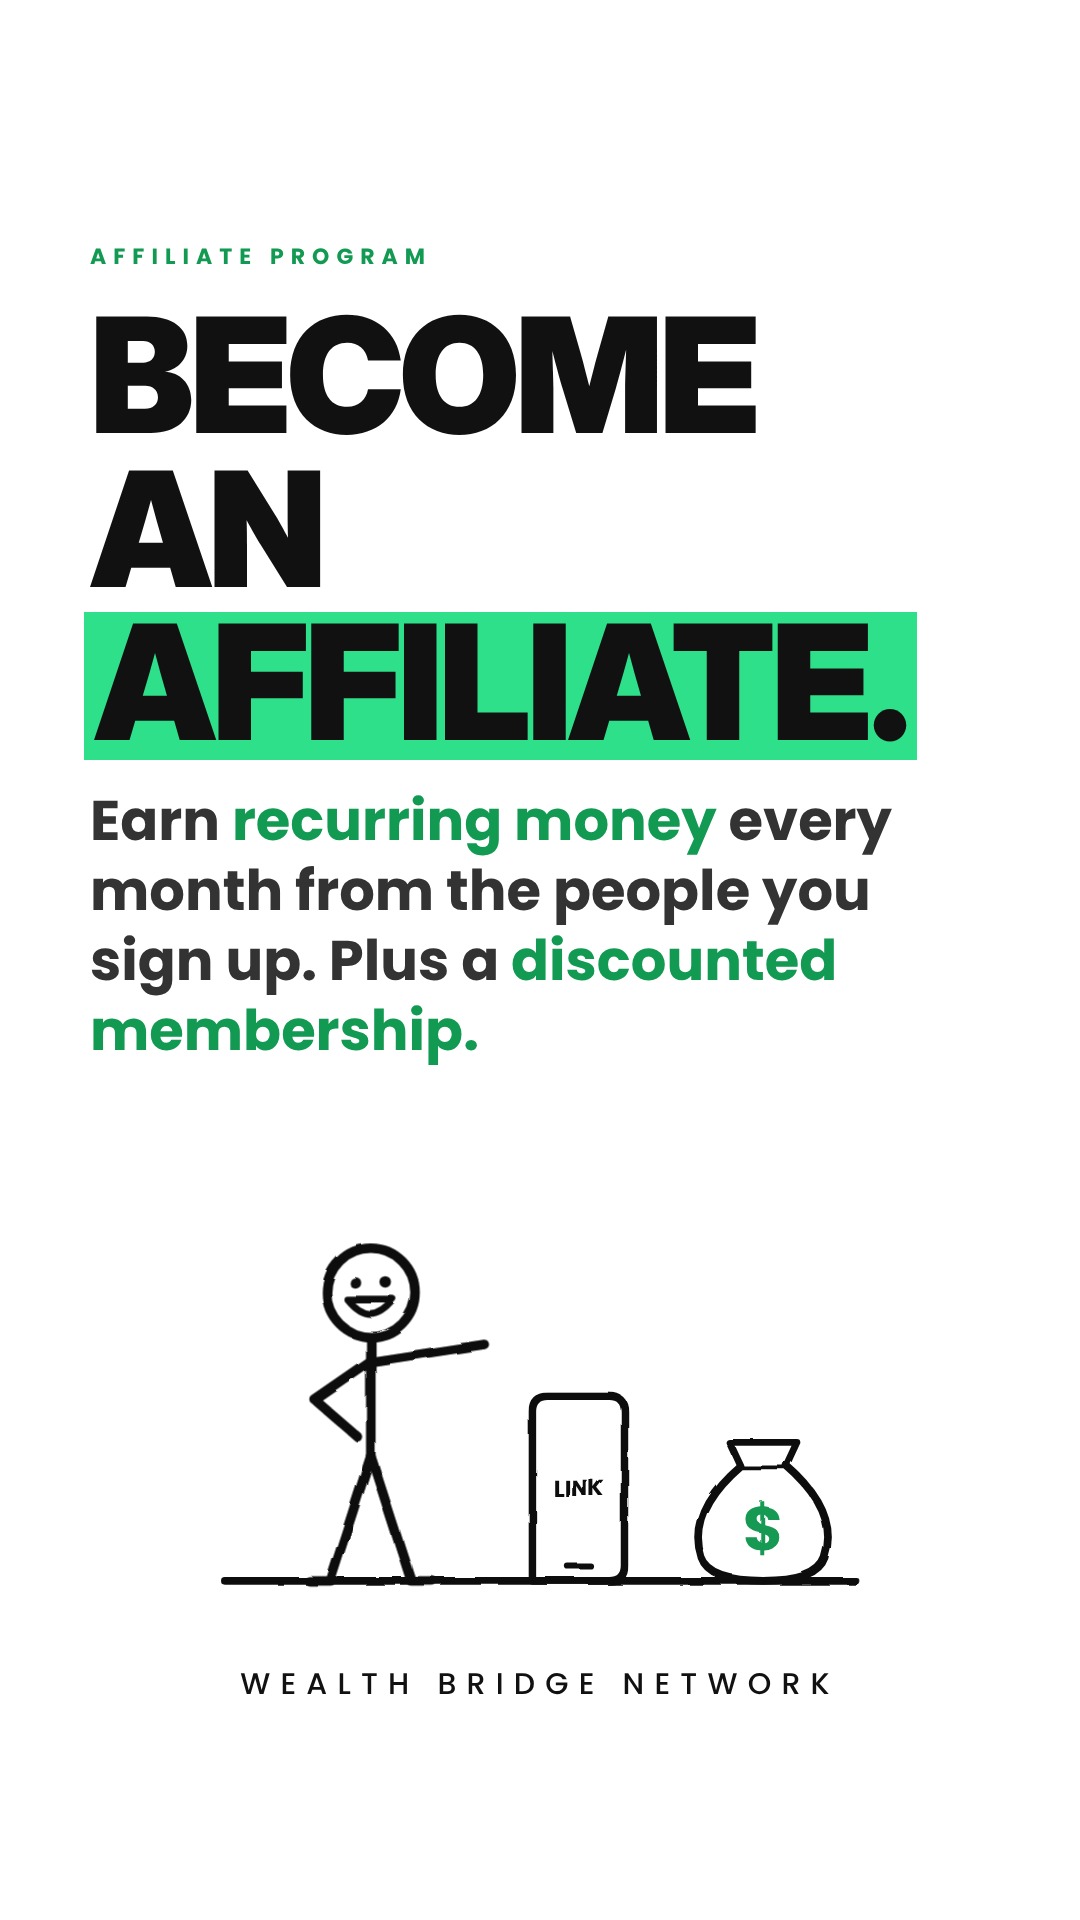 AFFILIATE PROGRAM
BECOME
AN
AFFILIATE.
Earn recurring money every
month from the people you
sign up. Plus a discounted
membership.
LINK
$
WEALTH BRIDGE NETWORK